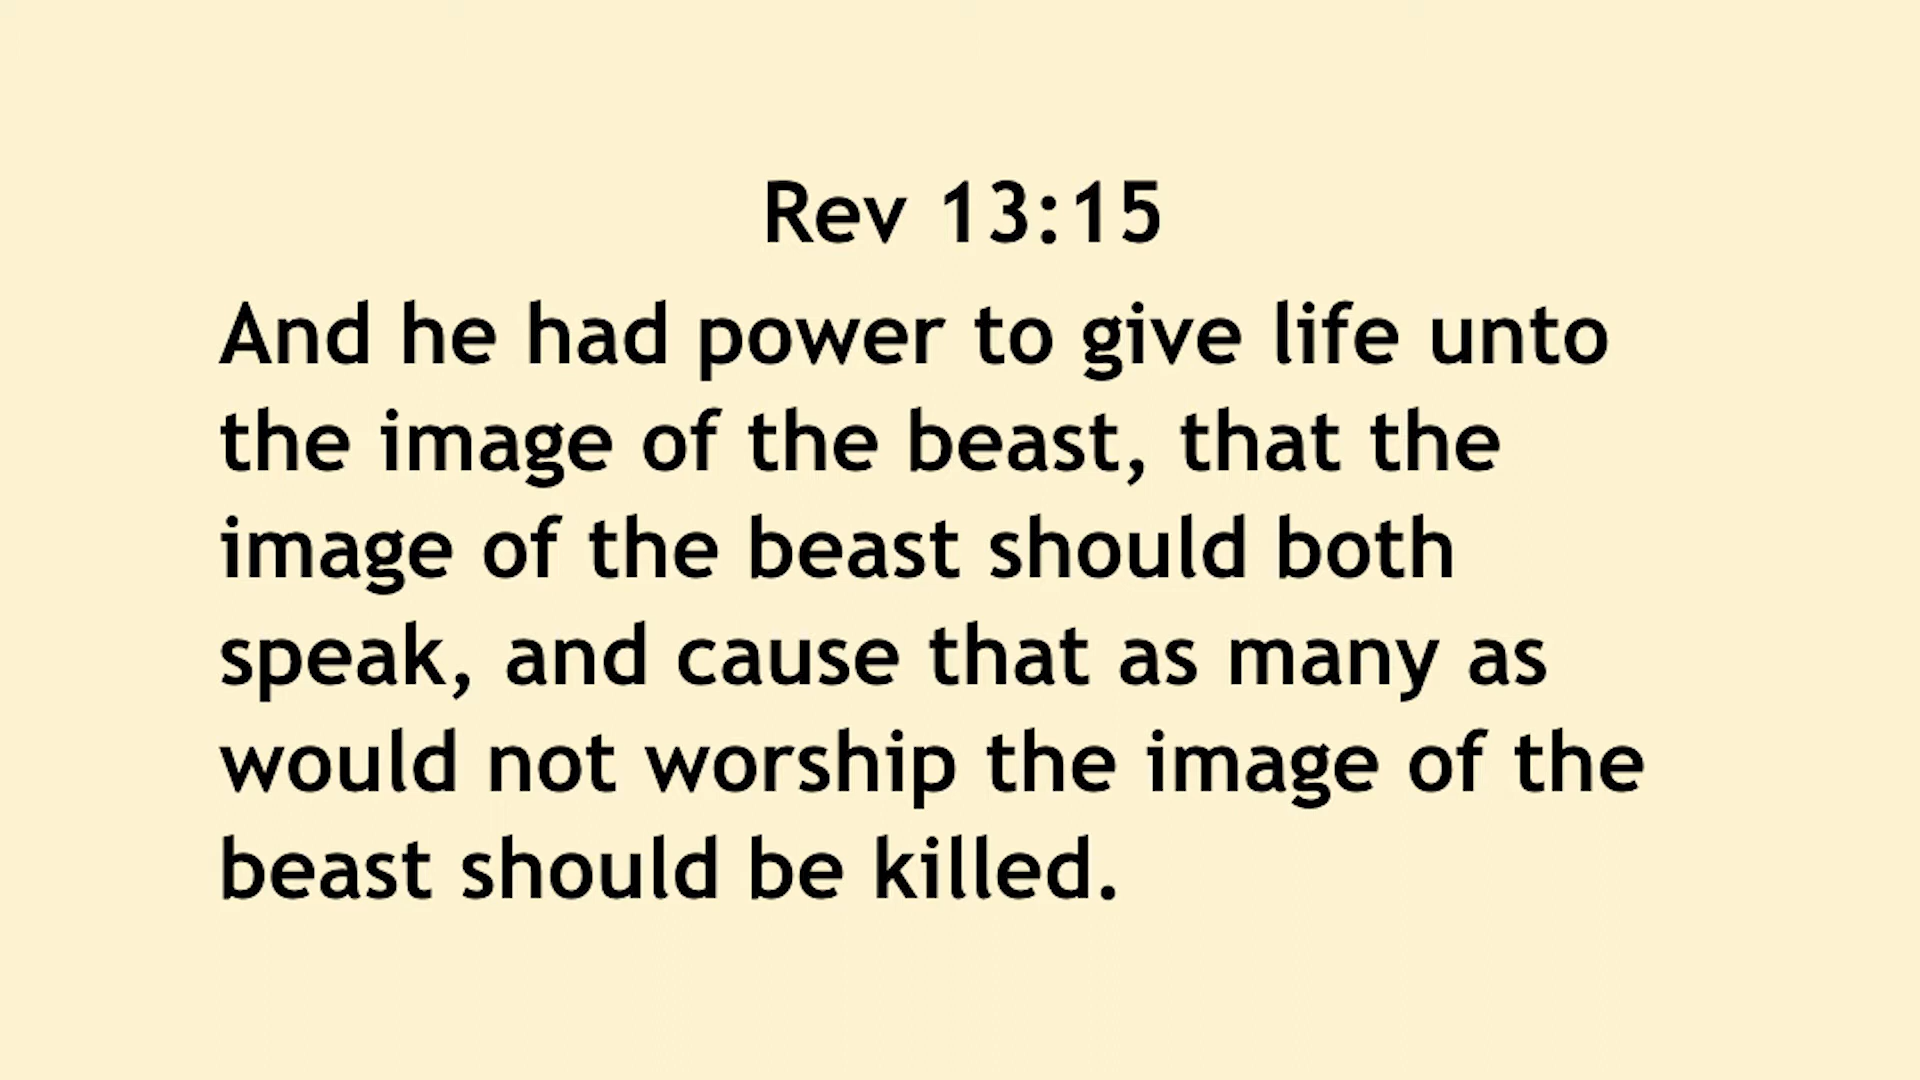 Rev 13:15
And he had power to give life unto
the image of the beast, that the
image of the beast should both
speak, and cause that as many as
would not worship the image of the
beast should be killed.